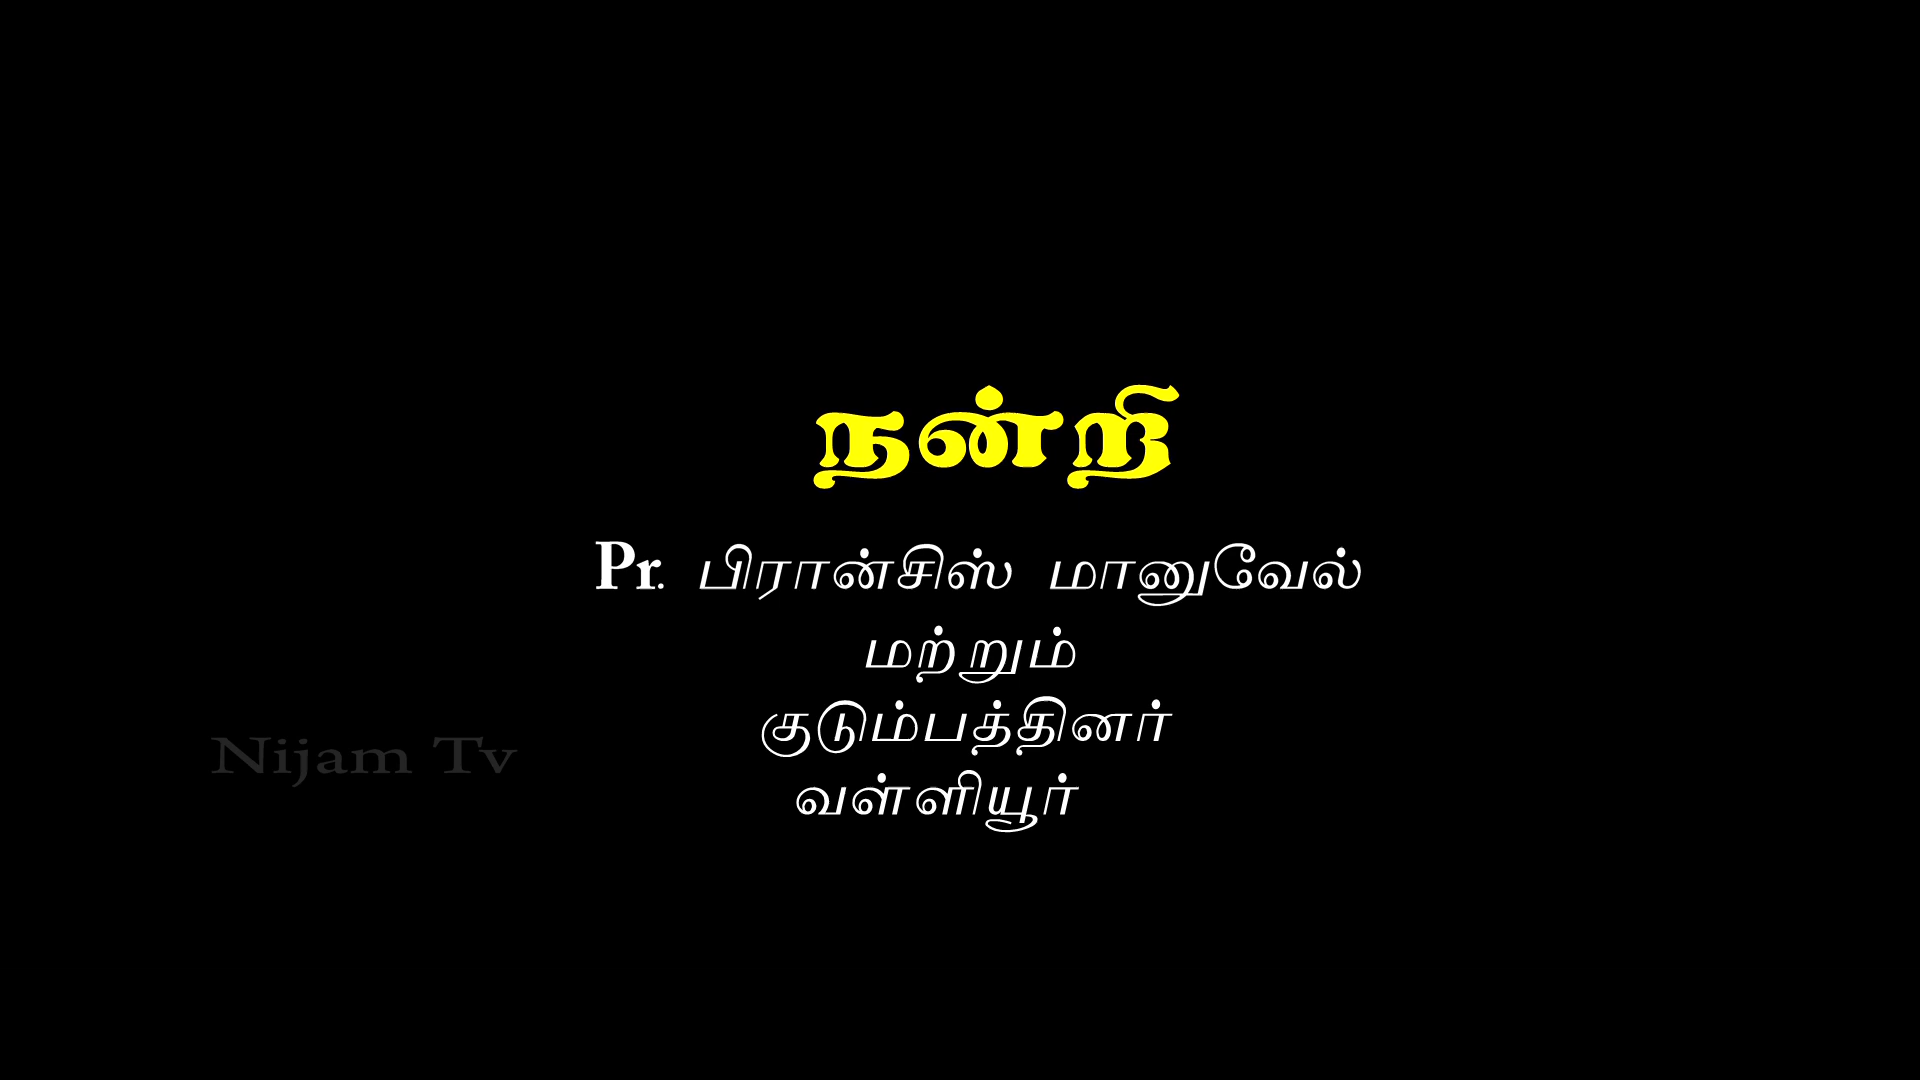 நன்றி
Pr. பிரான்சிஸ் மானுவேல்
மற்றும்
குடும்பத்தினர்
வள்ளியூர்
Nijam Tv